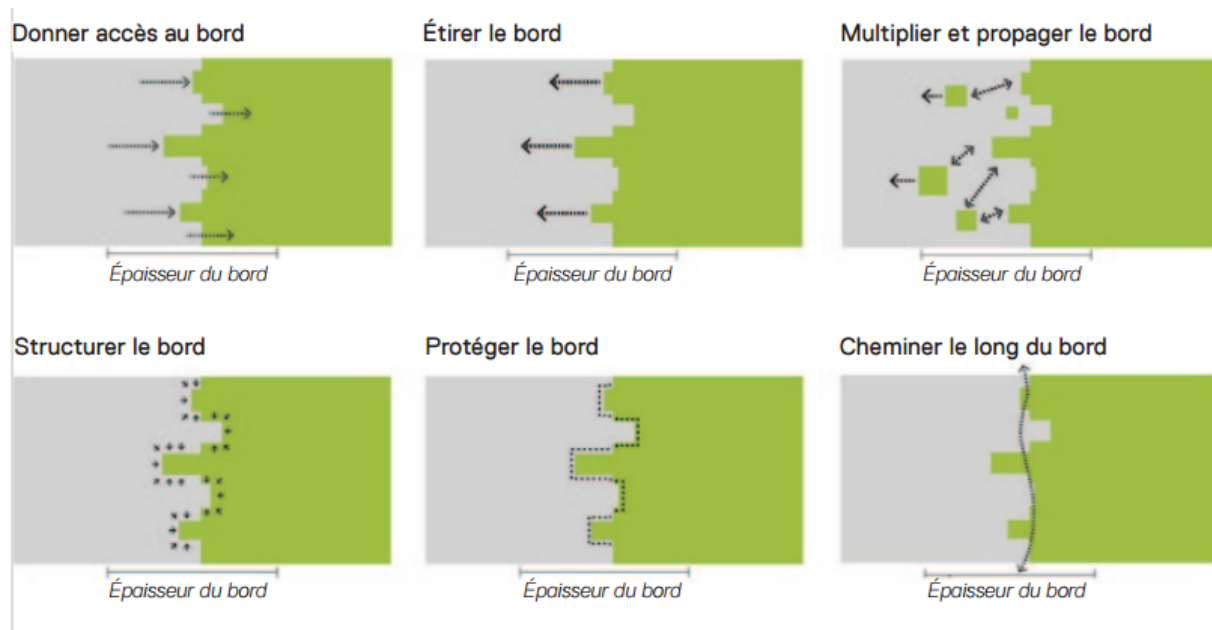 Donner accès au bord
Étirer le bord
Multiplier et propager le bord
Épaisseur du bord
Épaisseur du bord
Épaisseur du bord
Structurer le bord
Protéger le bord
Cheminer le long du bord
Épaisseur du bord
Épaisseur du bord
Épaisseur du bord